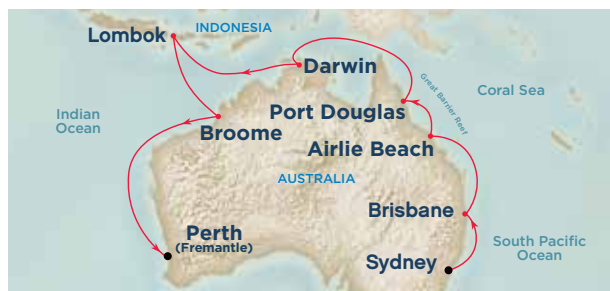 Lombok
INDONESIA
Darwin
Coral Sea
Great Barrier Reef
Port Douglas
Indian
Ocean
Broome
Airlie Beach
AUSTRALIA
Brisbane
Perth
(Fremantle)
South Pacific
Ocean
Sydney